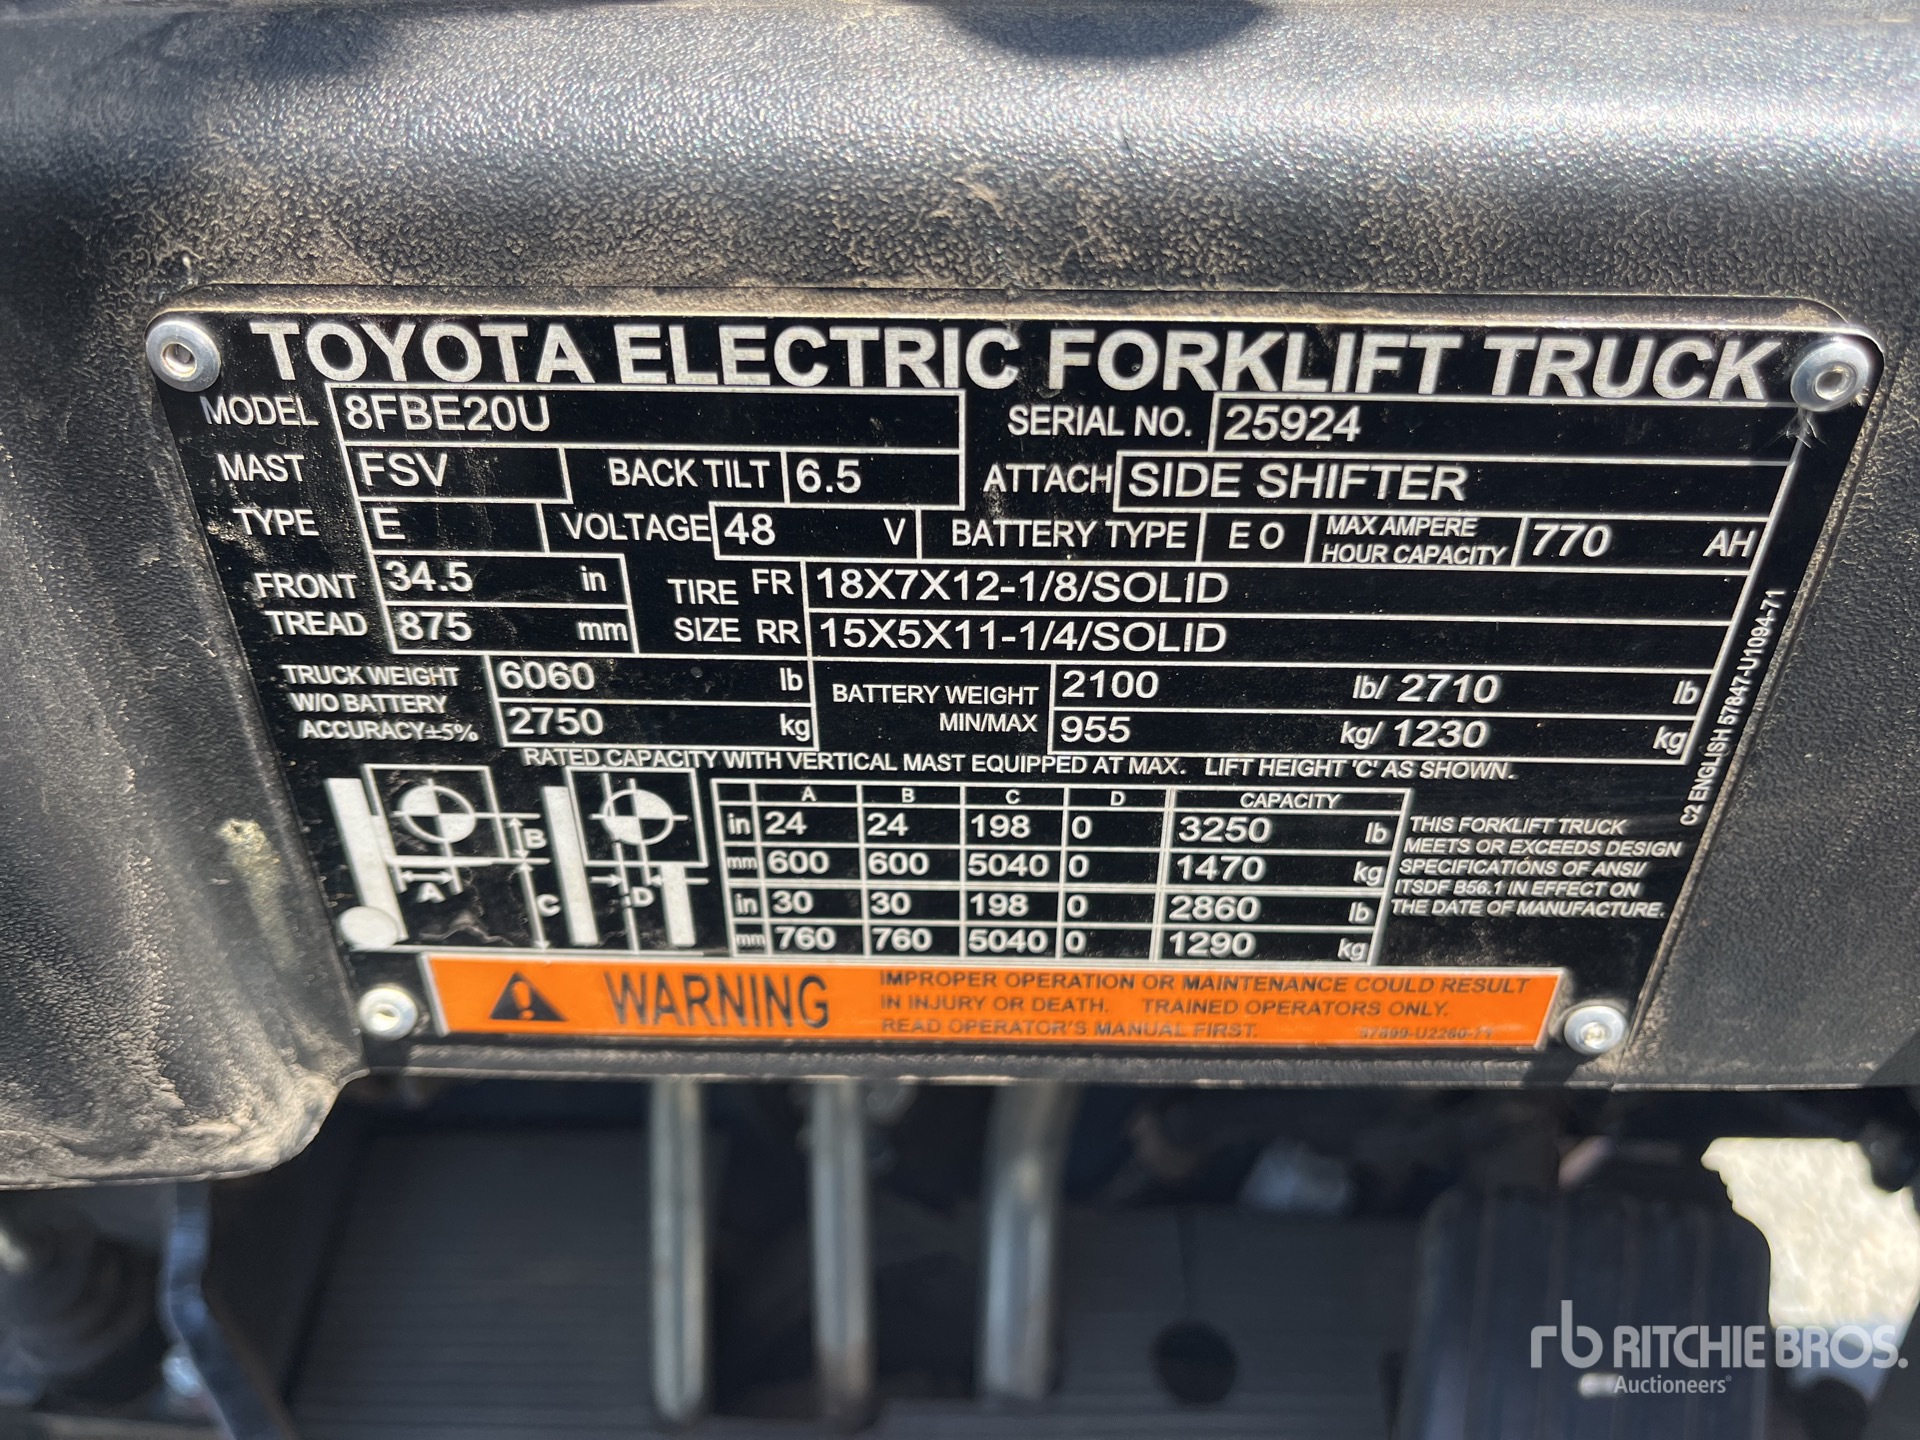 TOYOTA ELECTRIC FORKLIFT TRUCK
MODEL 8FBE20U SERIAL NO. 25924
MAST FSV BACK TILT 6.5 ATTACH SIDE SHIFTER
TYPE E VOLTAGE 48 V BATTERY TYPE E O MAX AMPERE HOUR CAPACITY 770 AH
FRONT TREAD 34.5 in TIRE SIZE FR 18X7X12-1/8/SOLID
875 mm RR 15X5X11-1/4/SOLID
TRUCK WEIGHT W/O BATTERY ACCURACY±5% 6060 lb BATTERY WEIGHT MIN/MAX 2100 lb/ 2710 lb
2750 kg 955 kg/ 1230 kg
RATED CAPACITY WITH VERTICAL MAST EQUIPPED AT MAX. LIFT HEIGHT 'C' AS SHOWN.
A B C D CAPACITY
in 24 24 198 0 3250 lb
mm 600 600 5040 0 1470 kg
in 30 30 198 0 2860 lb
mm 760 760 5040 0 1290 kg
B
A
C
D
THIS FORKLIFT TRUCK
MEETS OR EXCEEDS DESIGN
SPECIFICATIONS OF ANSI/
ITSDF B56.1 IN EFFECT ON
THE DATE OF MANUFACTURE.
C2 ENGLISH 57847-U1094-71
WARNING
IMPROPER OPERATION OR MAINTENANCE COULD RESULT
IN INJURY OR DEATH. TRAINED OPERATORS ONLY.
READ OPERATOR'S MANUAL FIRST.
rb RITCHIE BROS.
Auctioneers